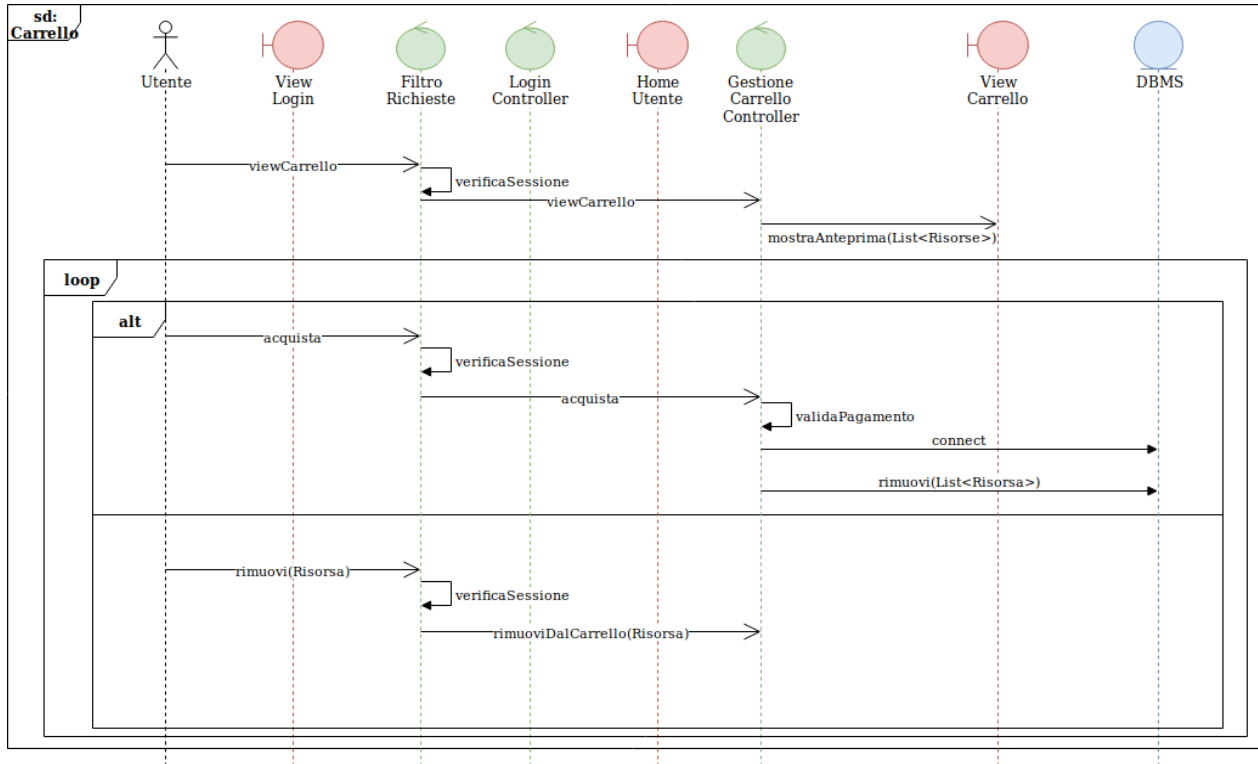 sd:
Carrello
Utente
View
Login
Filtro
Richieste
Login
Controller
Home
Utente
Gestione
Carrello
Controller
View
Carrello
DBMS
viewCarrello
verificaSessione
viewCarrello
mostraAnteprima(List<Risorse>)
loop
alt
acquista
verificaSessione
acquista
validaPagamento
connect
rimuovi(List<Risorsa>)
rimuovi(Risorsa)
verificaSessione
rimuoviDalCarrello(Risorsa)